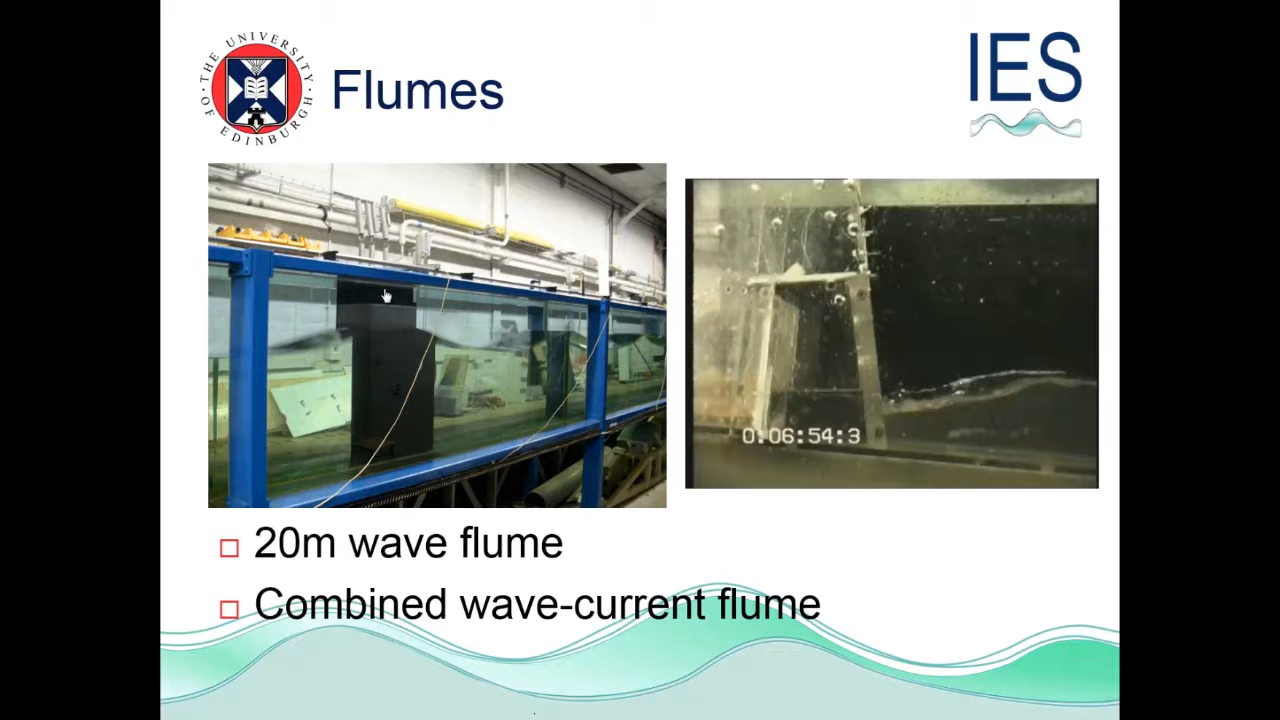 THE UNIVERSITY OF EDINBURGH
Flumes
IES
0:06:54:3
20m wave flume
Combined wave-current flume